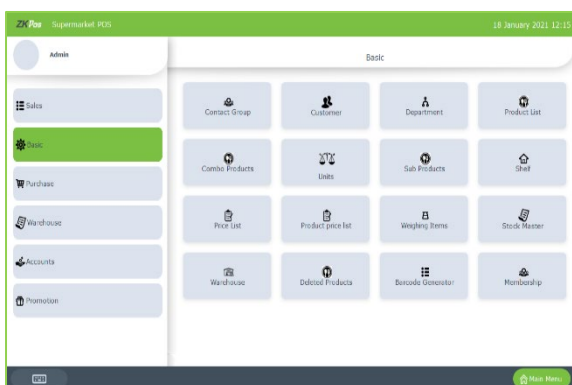 ZKPos Supermarket POS 18 January 2021 12:15
Admin
Basic
Sales
Basic
Purchase
Warehouse
Accounts
Promotion
Contact Group Customer Department Product List
Combo Products Units Sub Products Shelf
Price List Product price list Weighing Items Stock Master
Warehouse Deleted Products Barcode Generator Membership
Main Menu